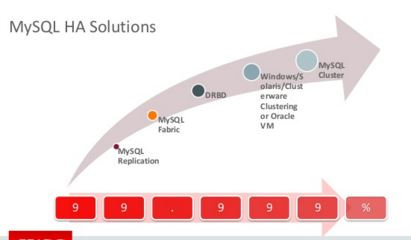 MySQL HA Solutions
MySQL
Cluster
Windows/S
olaris/Clust
erware
Clustering
or Oracle
VM
DRBD
MySQL
Fabric
MySQL
Replication
9 9 . 9 9 9 %